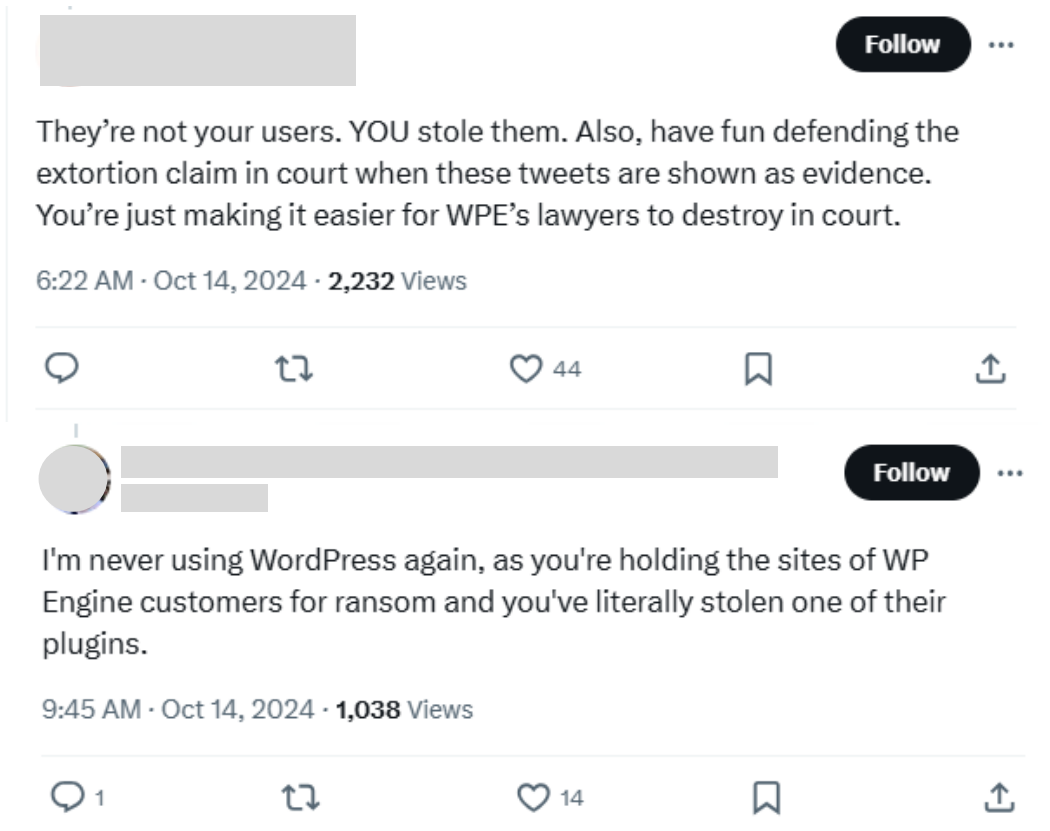 Follow
They’re not your users. YOU stole them. Also, have fun defending the
extortion claim in court when these tweets are shown as evidence.
You’re just making it easier for WPE’s lawyers to destroy in court.
6:22 AM · Oct 14, 2024 · 2,232 Views
44
Follow
I'm never using WordPress again, as you're holding the sites of WP
Engine customers for ransom and you've literally stolen one of their
plugins.
9:45 AM · Oct 14, 2024 · 1,038 Views
1 14